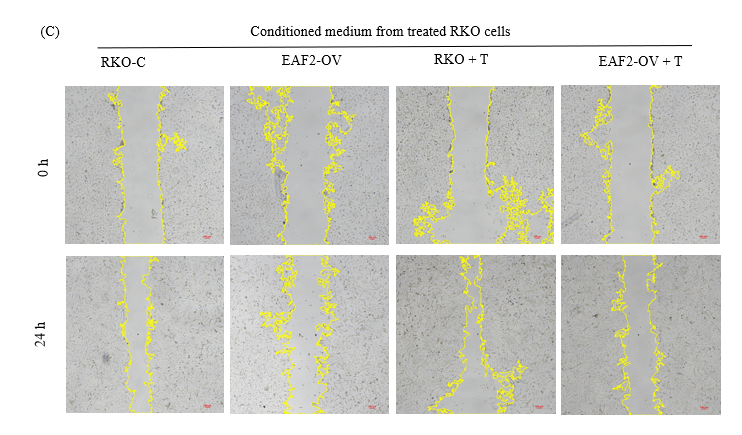 (C)
Conditioned medium from treated RKO cells
RKO-C EAF2-OV RKO + T EAF2-OV + T
0 h
24 h